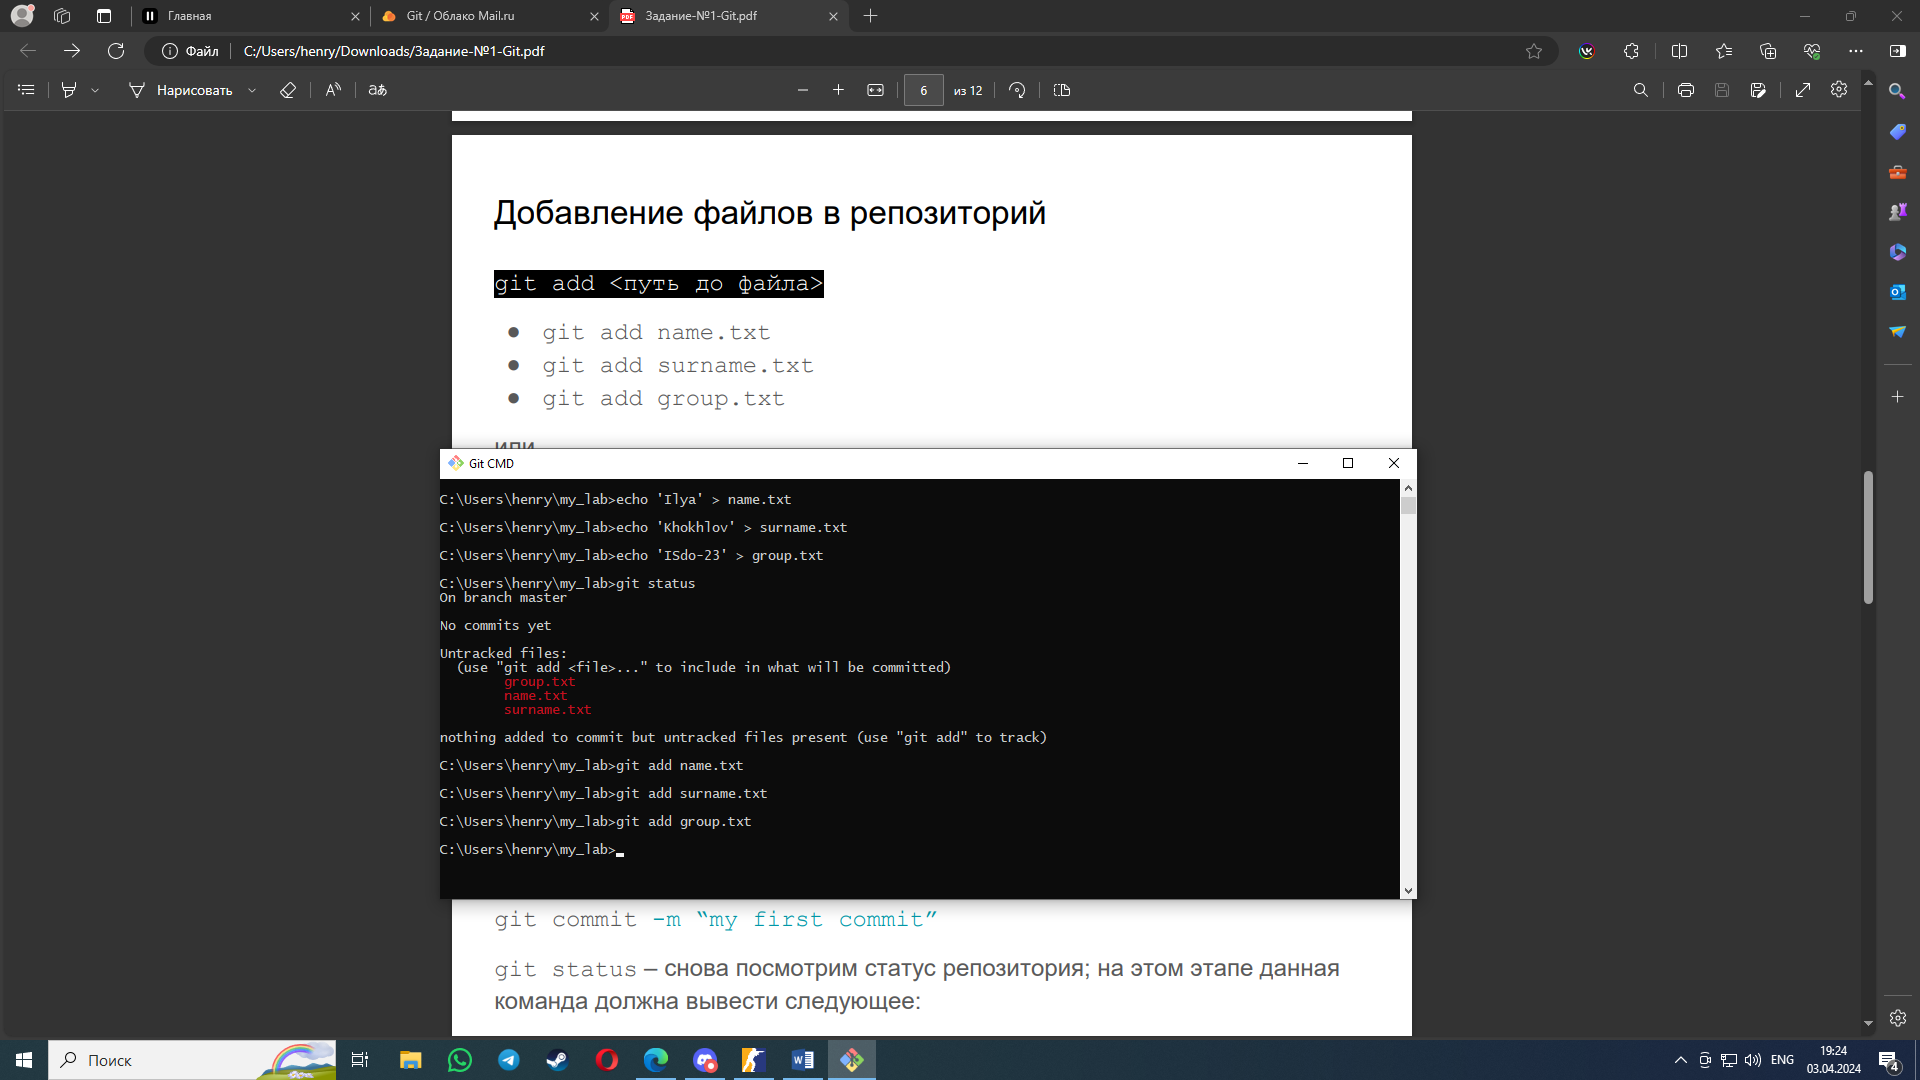 Главная
Git / Облако Mail.ru
Задание-№1-Git.pdf
Файл
C:/Users/henry/Downloads/Задание-№1-Git.pdf
Нарисовать
6
из 12
Добавление файлов в репозиторий
git add <путь до файла>
● git add name.txt
● git add surname.txt
● git add group.txt
или
Git CMD
C:\Users\henry\my_lab>echo 'Ilya' > name.txt
C:\Users\henry\my_lab>echo 'Khokhlov' > surname.txt
C:\Users\henry\my_lab>echo 'ISdo-23' > group.txt
C:\Users\henry\my_lab>git status
On branch master
No commits yet
Untracked files:
(use "git add <file>..." to include in what will be committed)
group.txt
name.txt
surname.txt
nothing added to commit but untracked files present (use "git add" to track)
C:\Users\henry\my_lab>git add name.txt
C:\Users\henry\my_lab>git add surname.txt
C:\Users\henry\my_lab>git add group.txt
C:\Users\henry\my_lab>
git commit -m “my first commit”
git status – снова посмотрим статус репозитория; на этом этапе данная
команда должна вывести следующее:
Поиск
ENG
19:24
03.04.2024
4